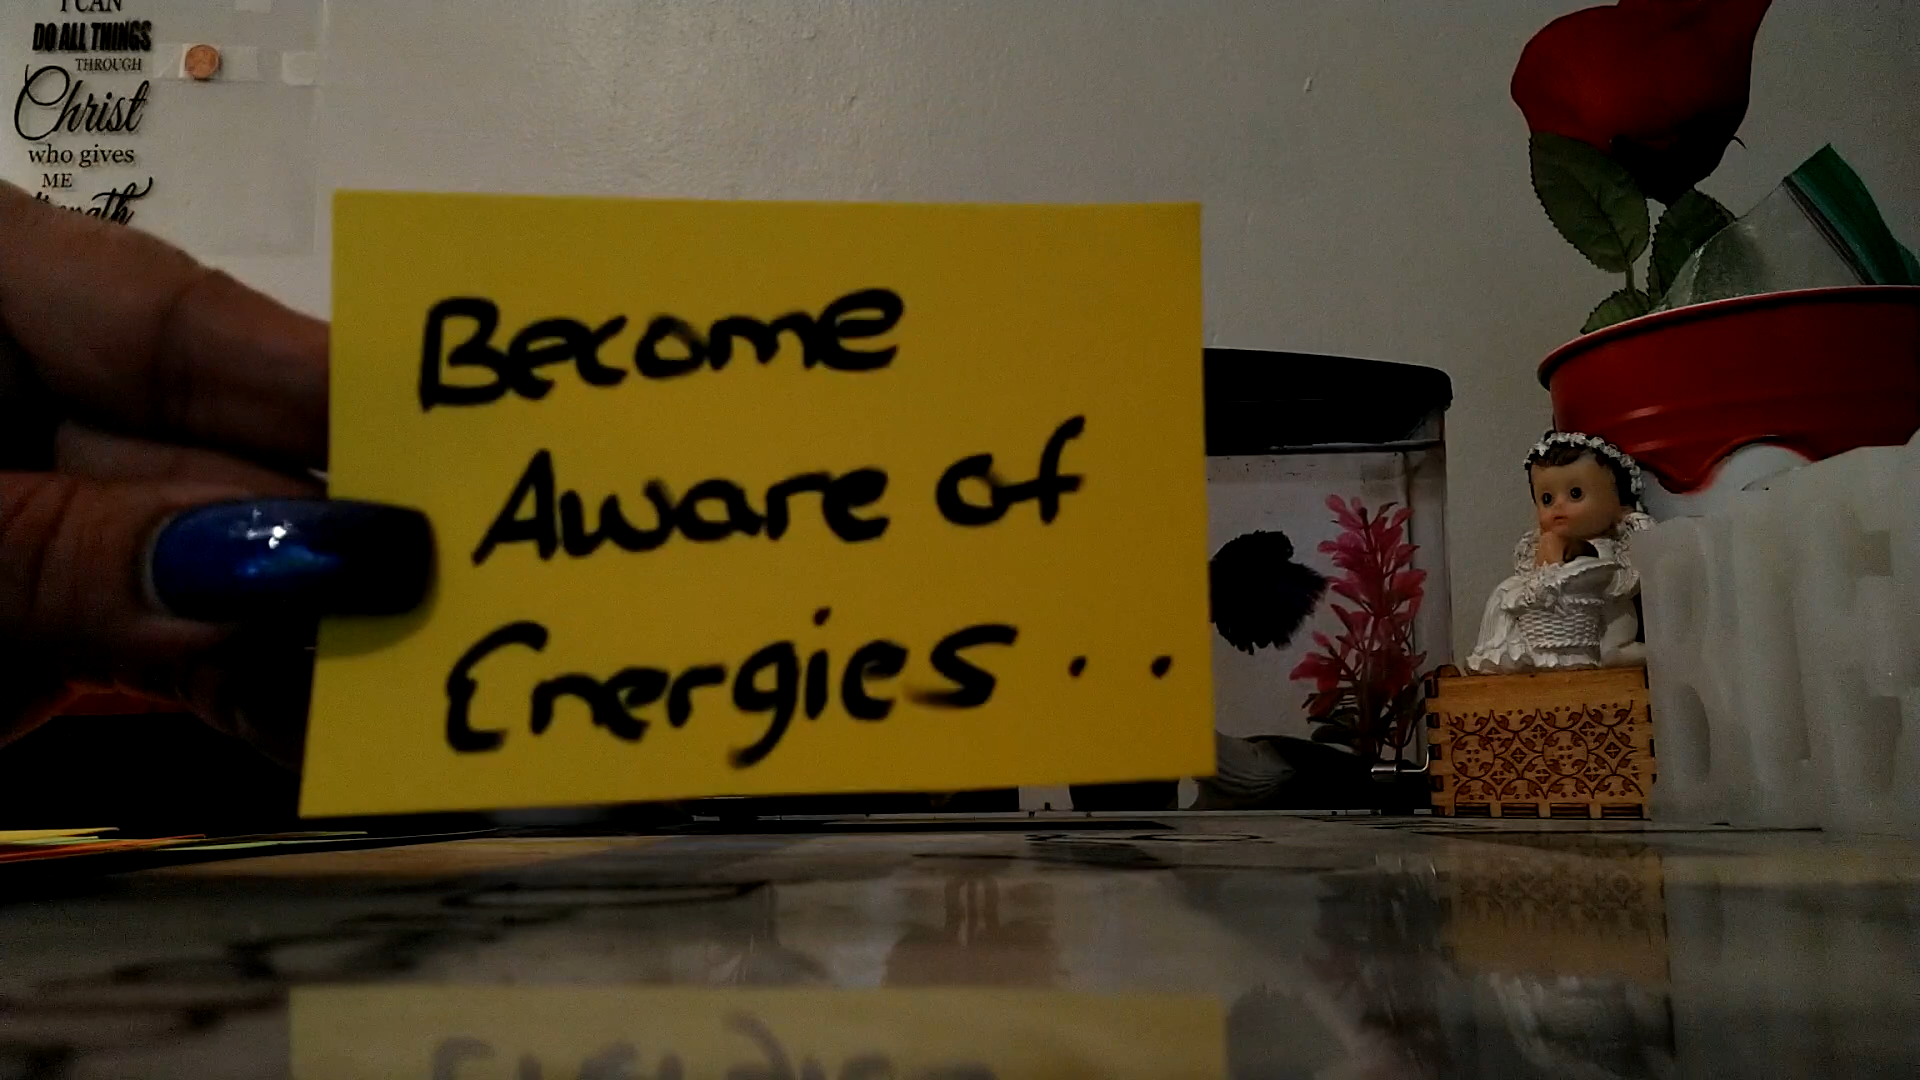 I CAN
DO ALL THINGS
THROUGH
Christ
who gives
ME
Become
Aware of
Energies..